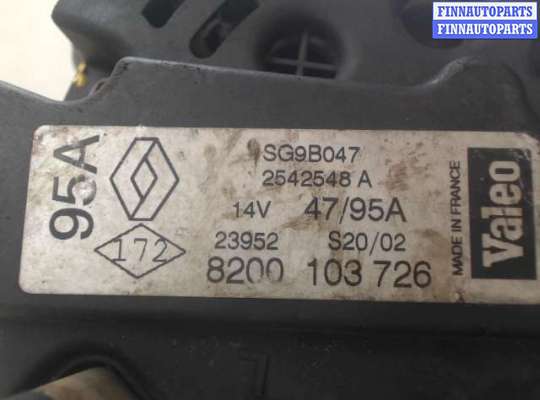 FINNAUTOPARTS
FINNAUTOPARTS
95A
SG9B047
2542548 A
14V 47/95A
23952 S20/02
172
8200 103 726
MADE IN FRANCE
Valeo